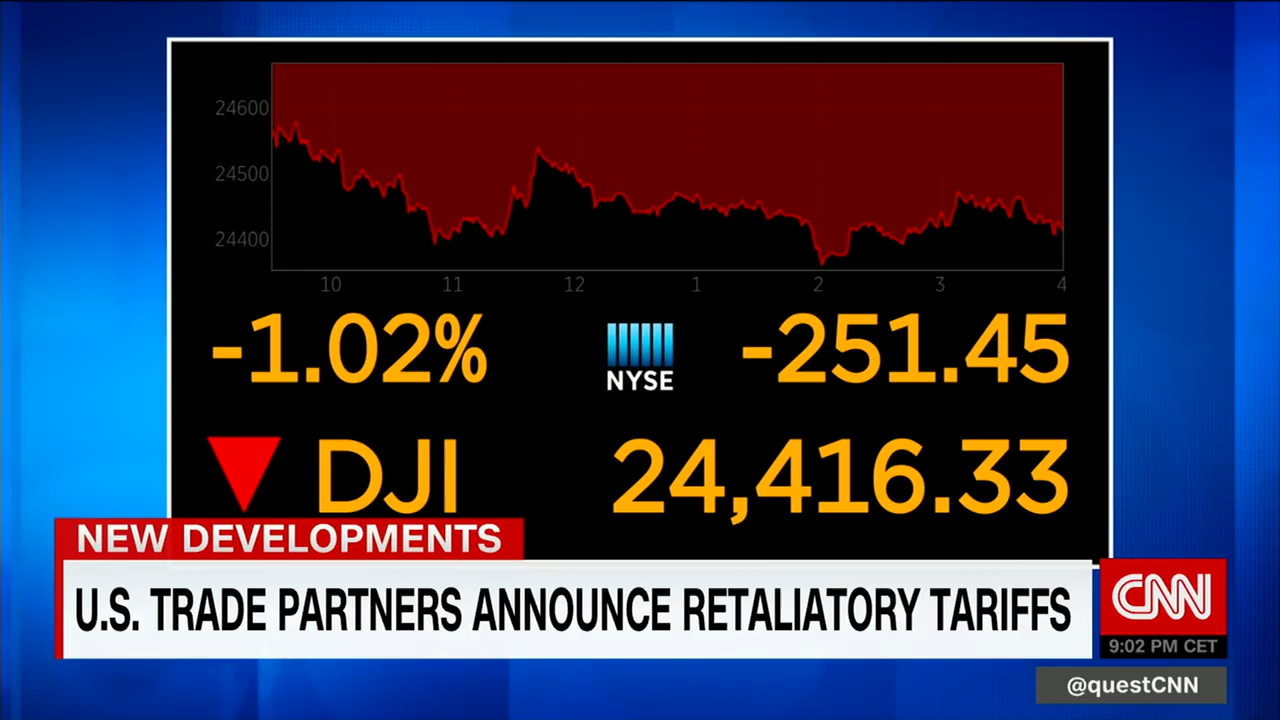 24600
24500
24400
10 11 12 1 2 3 4
-1.02% NYSE -251.45
DJI 24,416.33
NEW DEVELOPMENTS
U.S. TRADE PARTNERS ANNOUNCE RETALIATORY TARIFFS
CNN
9:02 PM CET
@questCNN